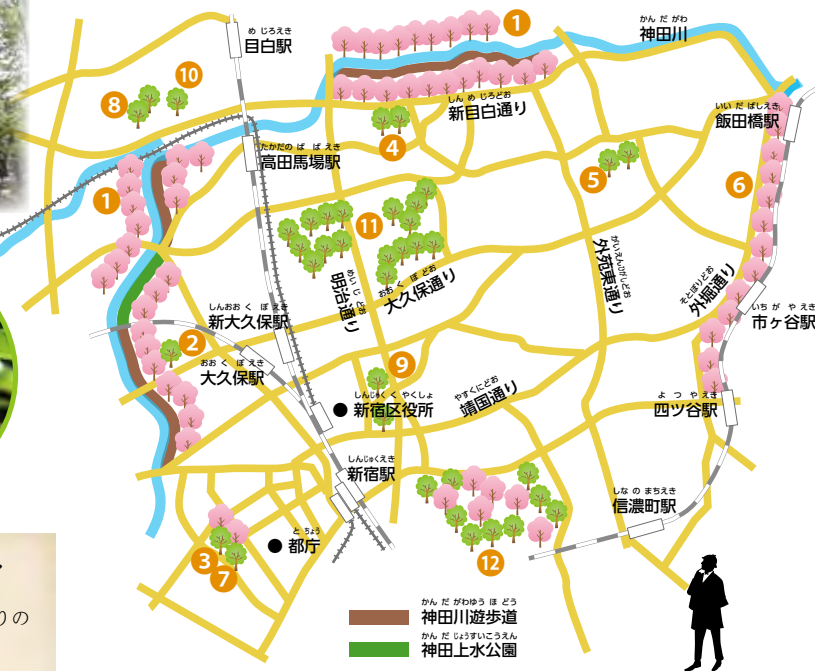 め じろえき
目白駅
1
かん だ がわ
神田川
10
8
しん め じろどお
新目白通り
いい だ ばしえき
飯田橋駅
たかだの ば ば えき
高田馬場駅
4
5
6
1
11
めい じ どお
明治通り
おお く ぼ どお
大久保通り
がいえんひがしどお
外苑東通り
そとぼりどお
外堀通り
いち が や えき
市ヶ谷駅
しんおお く ぼ えき
新大久保駅
2
おお く ぼ えき
大久保駅
9
しんじゅく く やくしょ
新宿区役所
やすくにどお
靖国通り
よ つ や えき
四ツ谷駅
しんじゅくえき
新宿駅
しな の まちえき
信濃町駅
と ちょう
都庁
3
7
12
りの
かん だ がわゆう ほ どう
神田川遊歩道
かん だ じょうすいこうえん
神田上水公園